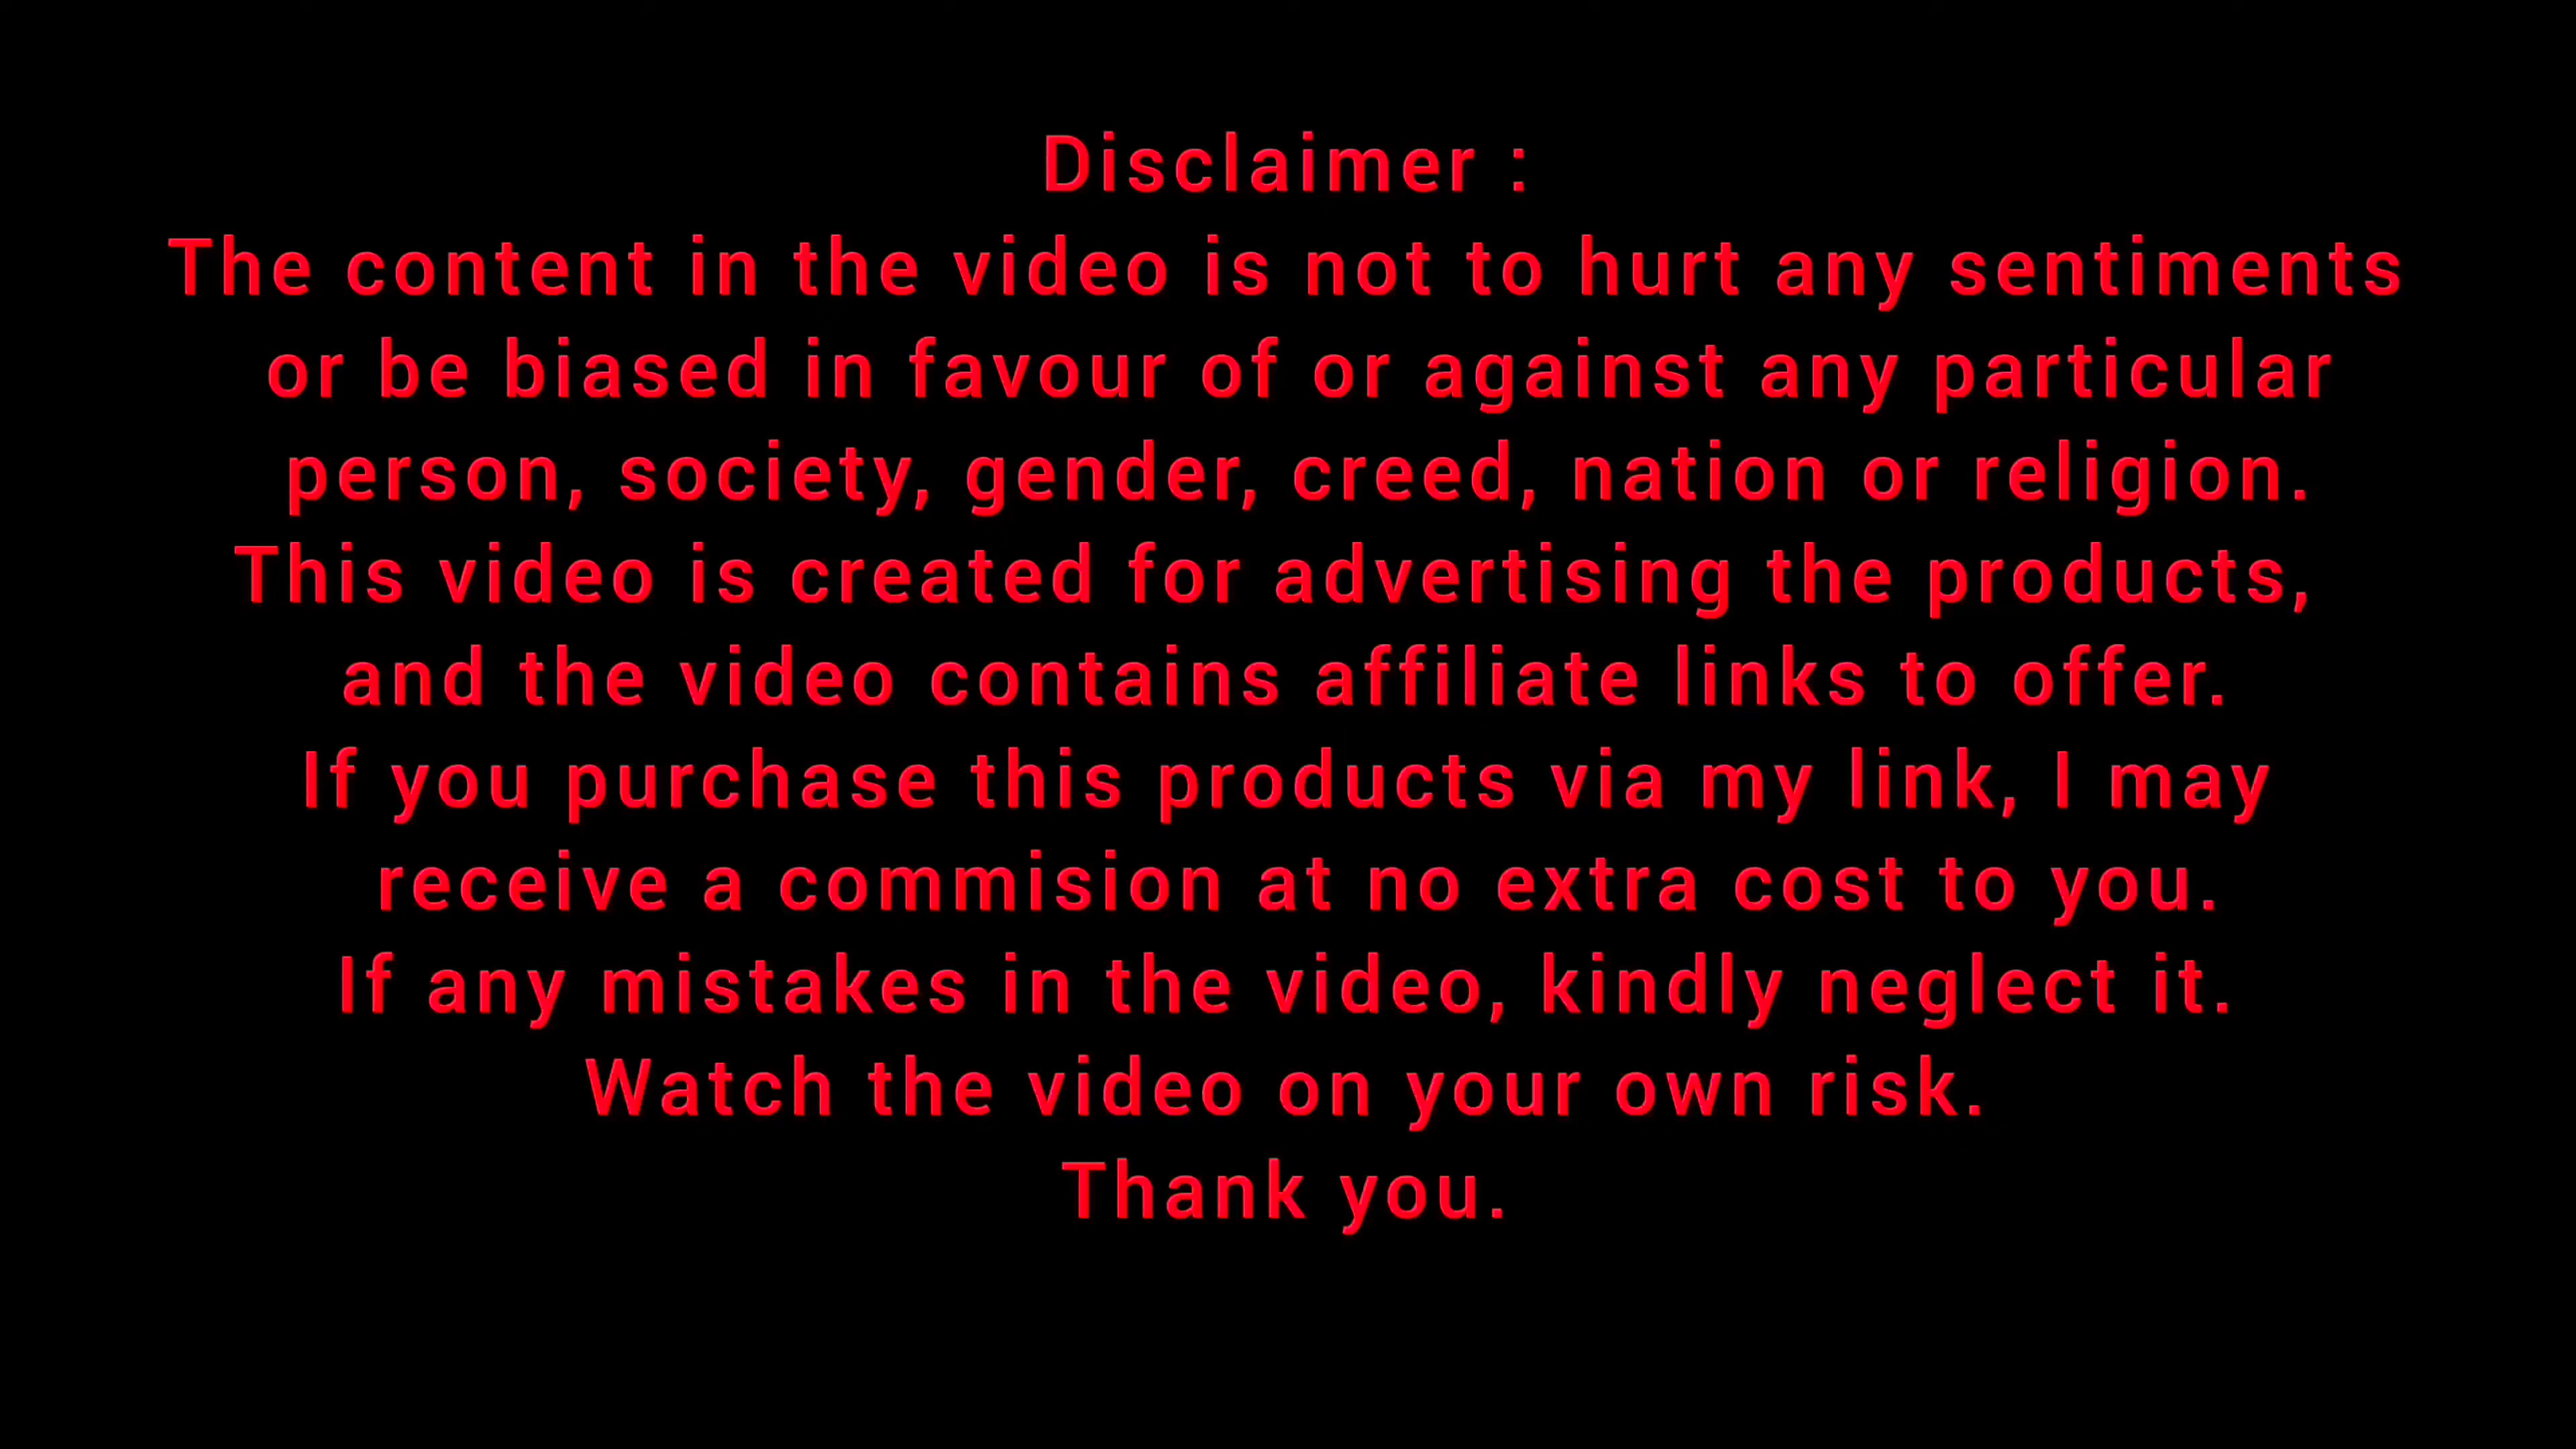 Disclaimer :
The content in the video is not to hurt any sentiments
or be biased in favour of or against any particular
person, society, gender, creed, nation or religion.
This video is created for advertising the products,
and the video contains affiliate links to offer.
If you purchase this products via my link, I may
receive a commision at no extra cost to you.
If any mistakes in the video, kindly neglect it.
Watch the video on your own risk.
Thank you.